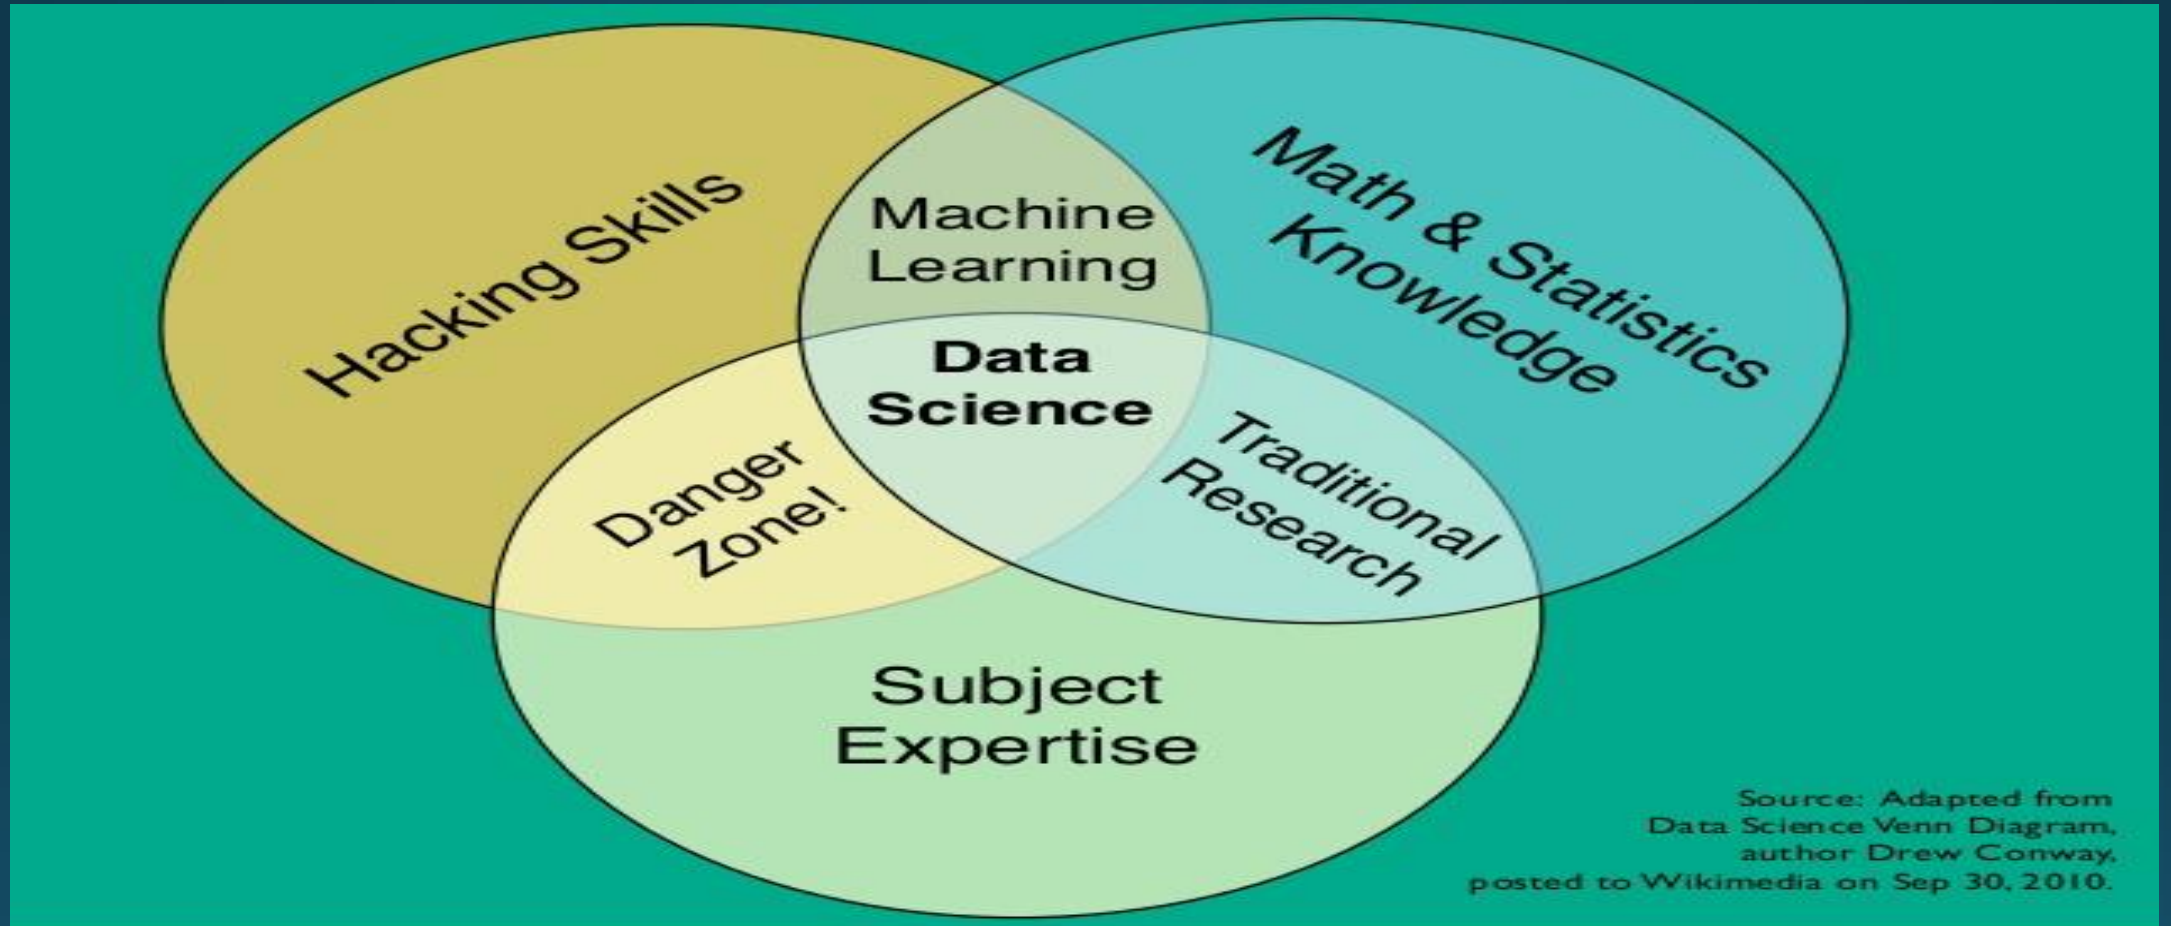 Hacking Skills
Machine
Learning
Math & Statistics
Knowledge
Data
Science
Danger
Zone!
Traditional
Research
Subject
Expertise
Source: Adapted from
Data Science Venn Diagram,
author Drew Conway,
posted to Wikimedia on Sep 30, 2010.